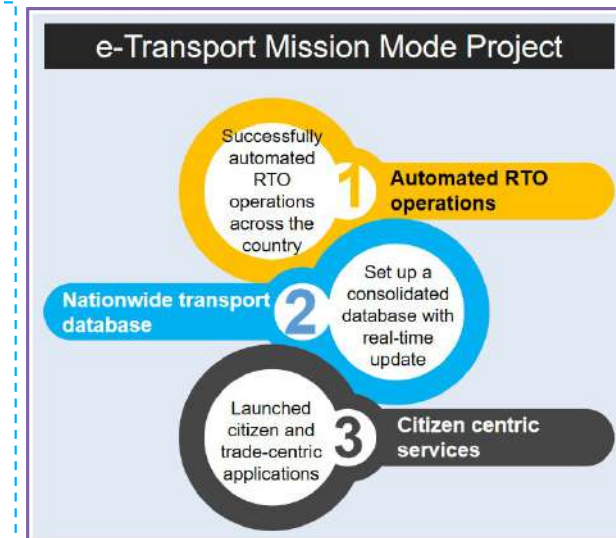 e-Transport Mission Mode Project
Successfully
automated
RTO
operations
across the
country
1
Automated RTO
operations
Nationwide transport
database
2
Set up a
consolidated
database with
real-time
update
Launched
citizen and
trade-centric
applications
3
Citizen centric
services